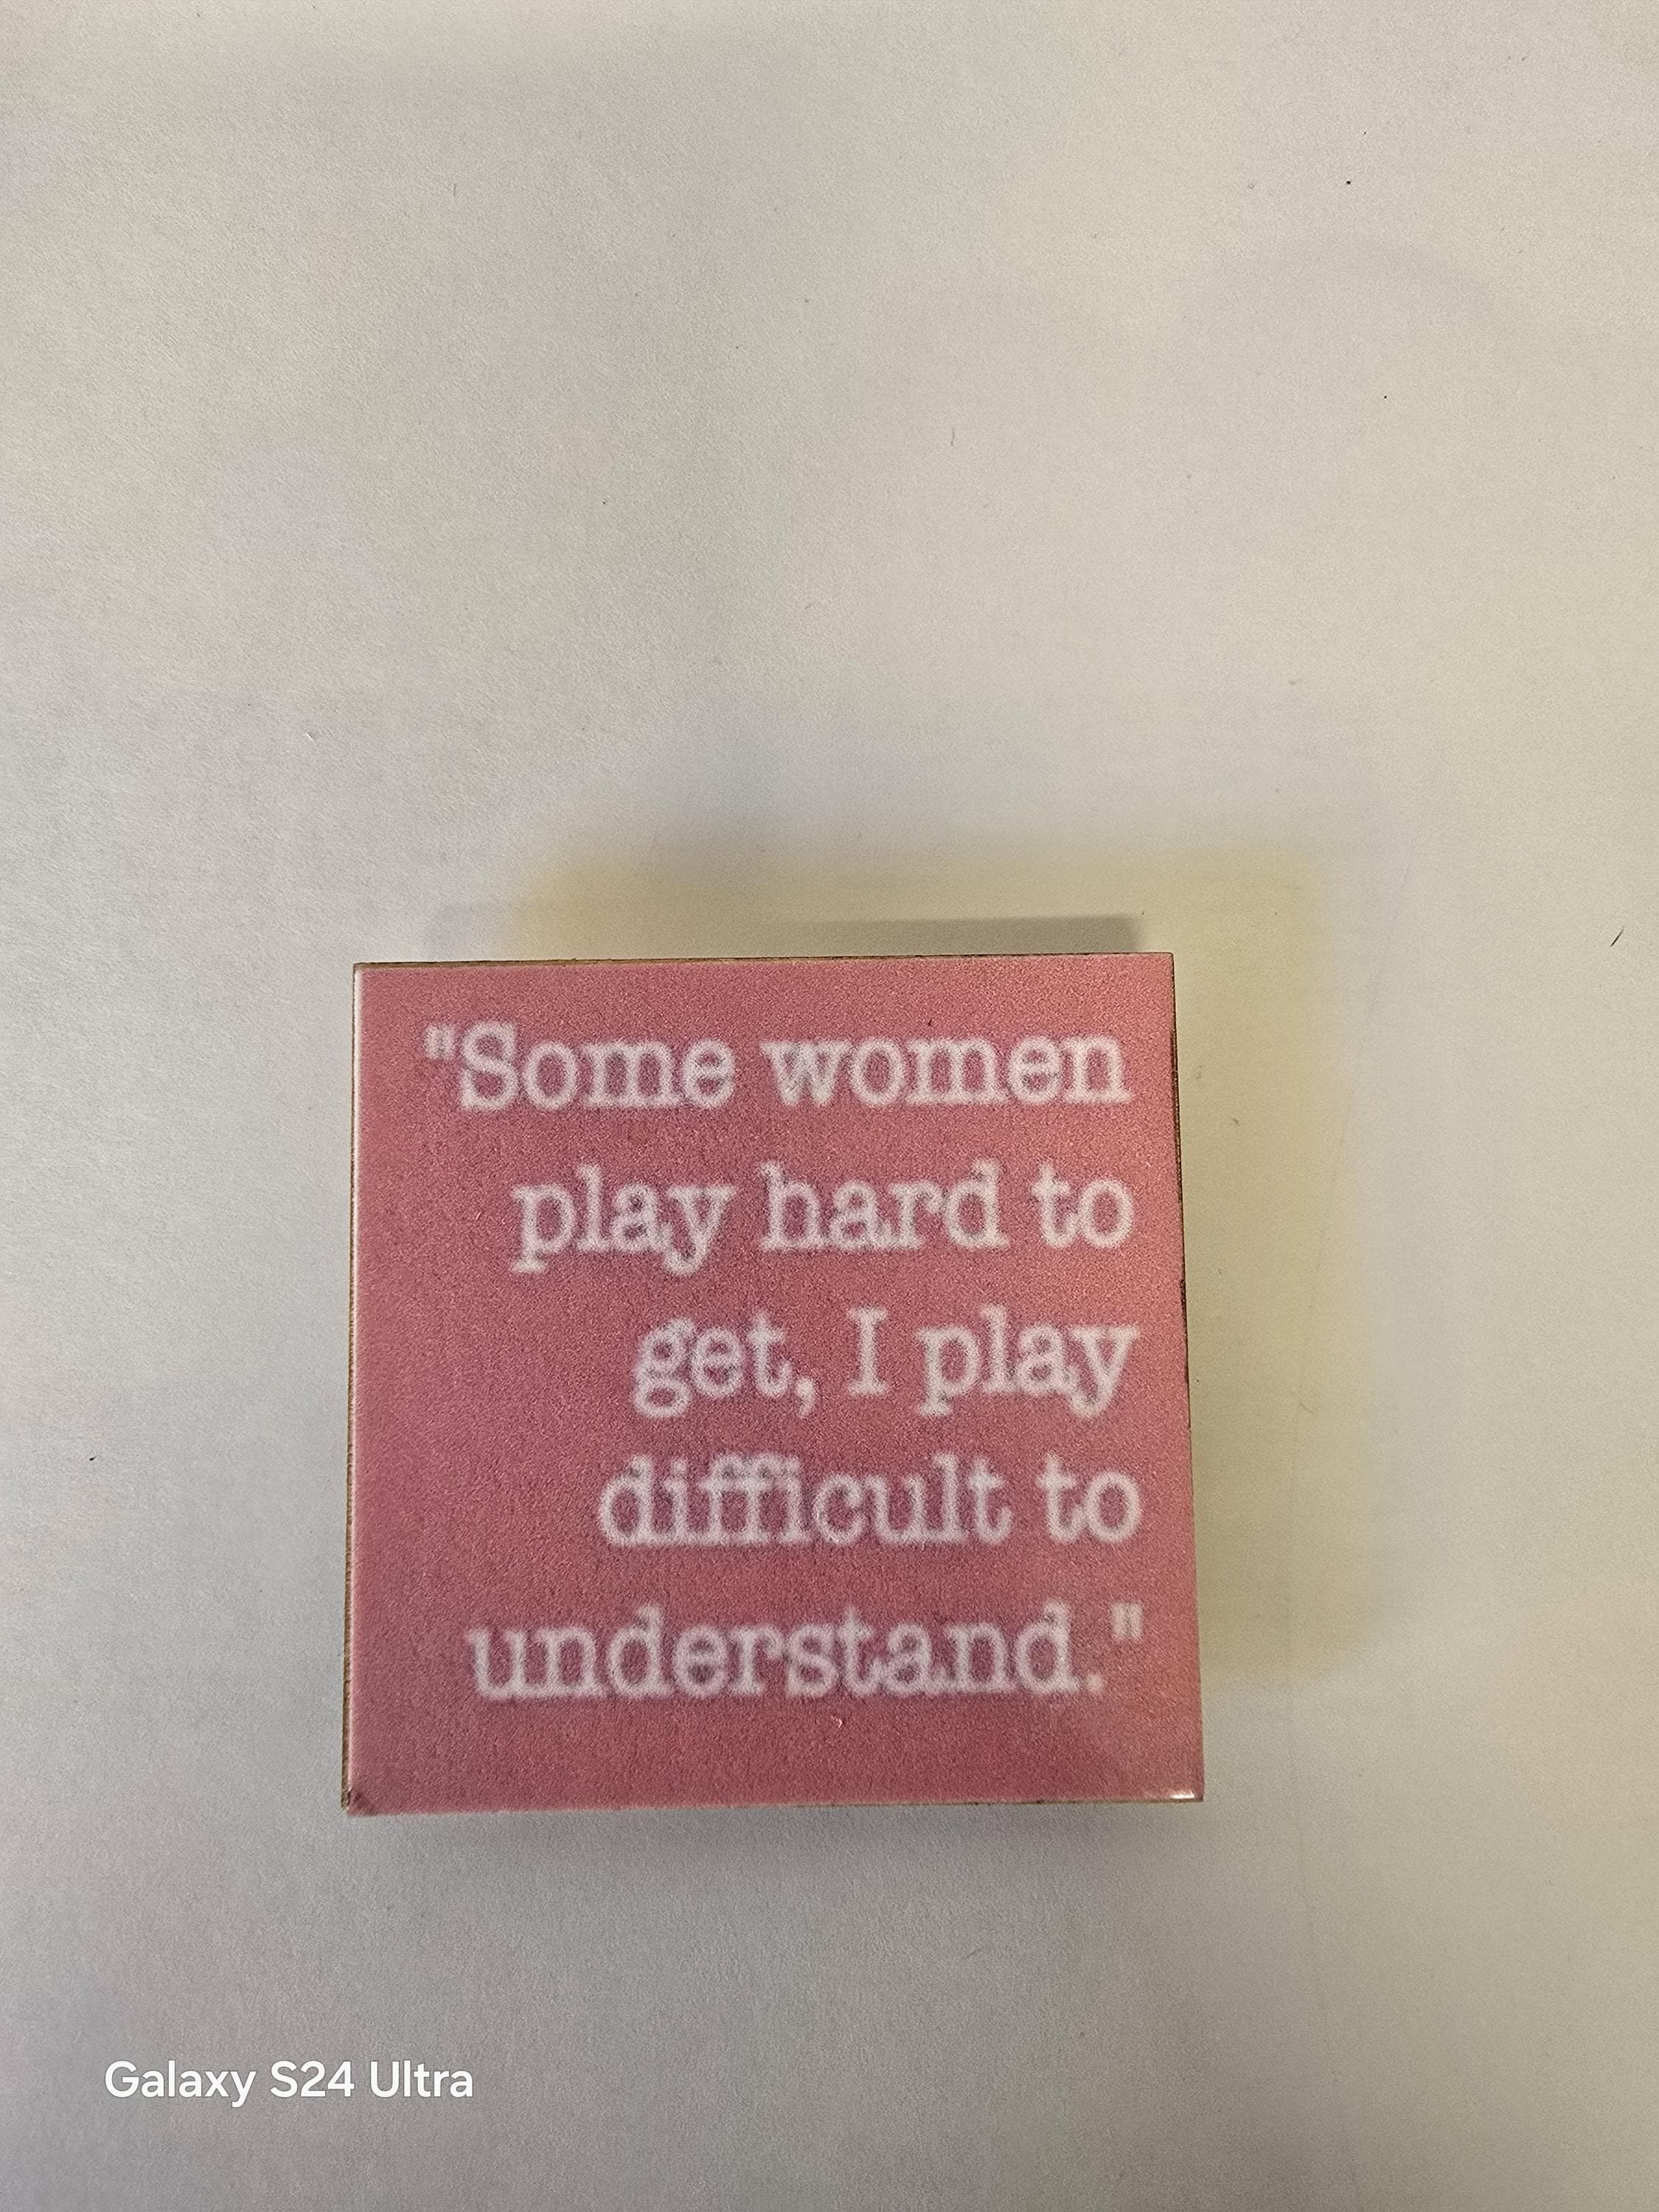 "Some women
play hard to
get, I play
difficult to
understand."
Galaxy S24 Ultra